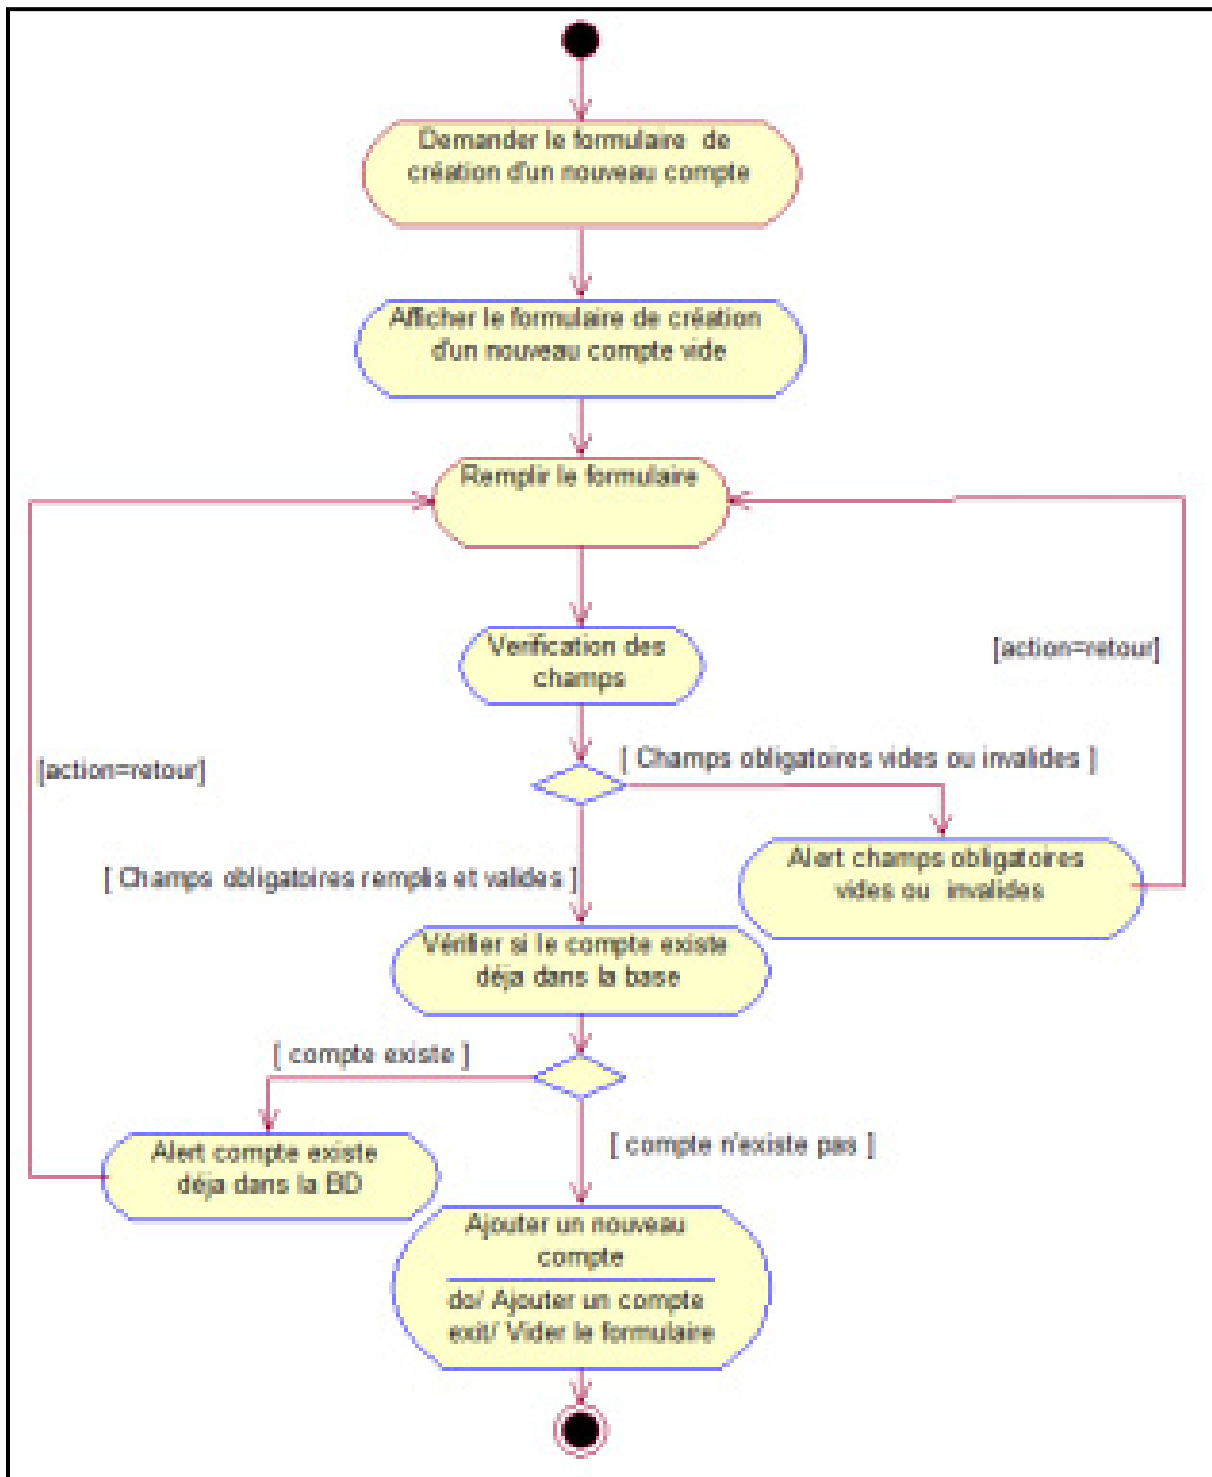 Demander le formulaire de
création d'un nouveau compte
Afficher le formulaire de création
d'un nouveau compte vide
Remplir le formulaire
Verification des
champs
[action=retour]
[ Champs obligatoires vides ou invalides ]
[action=retour]
Alert champs obligatoires
vides ou invalides
[ Champs obligatoires remplis et valides ]
Vérifier si le compte existe
déja dans la base
[ compte existe ]
[ compte n'existe pas ]
Alert compte existe
déja dans la BD
Ajouter un nouveau
compte
do/ Ajouter un compte
exit/ Vider le formulaire